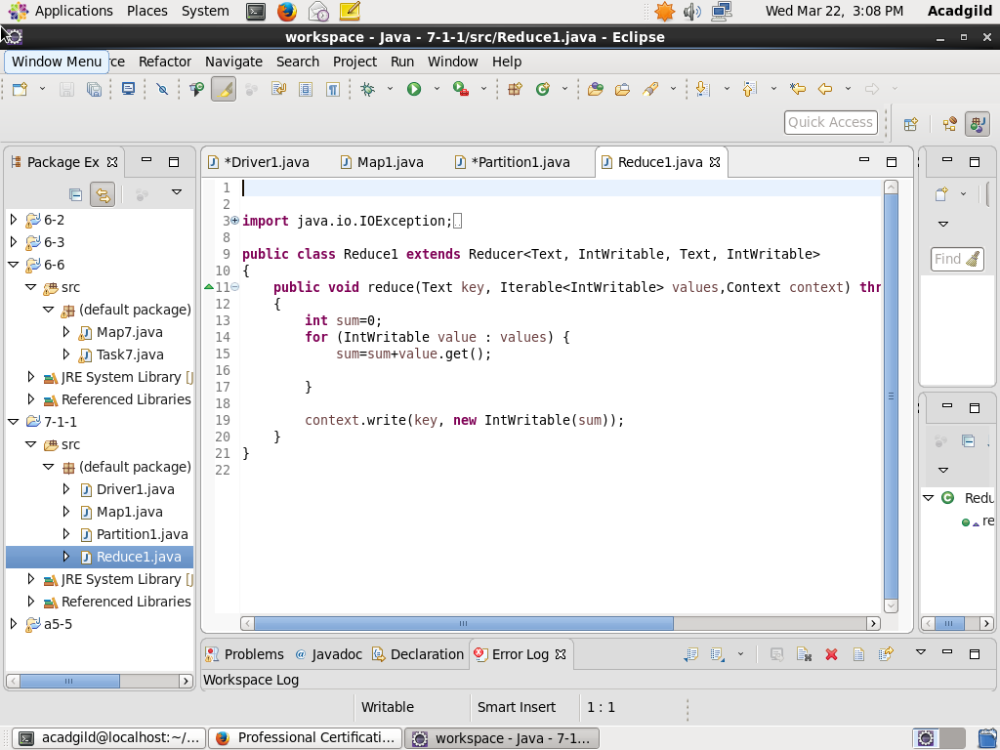 Applications Places System Wed Mar 22, 3:08 PM Acadgild
workspace - Java - 7-1-1/src/Reduce1.java - Eclipse
Window Menu ce Refactor Navigate Search Project Run Window Help
Quick Access
Package Ex
*Driver1.java Map1.java *Partition1.java Reduce1.java
6-2
6-3
6-6
src
(default package)
Map7.java
Task7.java
JRE System Library [J
Referenced Libraries
7-1-1
src
(default package)
Driver1.java
Map1.java
Partition1.java
Reduce1.java
JRE System Library [J
Referenced Libraries
a5-5
1
2
3 import java.io.IOException;
8
9 public class Reduce1 extends Reducer<Text, IntWritable, Text, IntWritable>
10 {
11 public void reduce(Text key, Iterable<IntWritable> values,Context context) thr
12 {
13 int sum=0;
14 for (IntWritable value : values) {
15 sum=sum+value.get();
16
17 }
18
19 context.write(key, new IntWritable(sum));
20 }
21 }
22
Find
Redu
re
Problems @ Javadoc Declaration Error Log
Workspace Log
Writable Smart Insert 1 : 1
acadgild@localhost:~/... Professional Certificati... workspace - Java - 7-1...